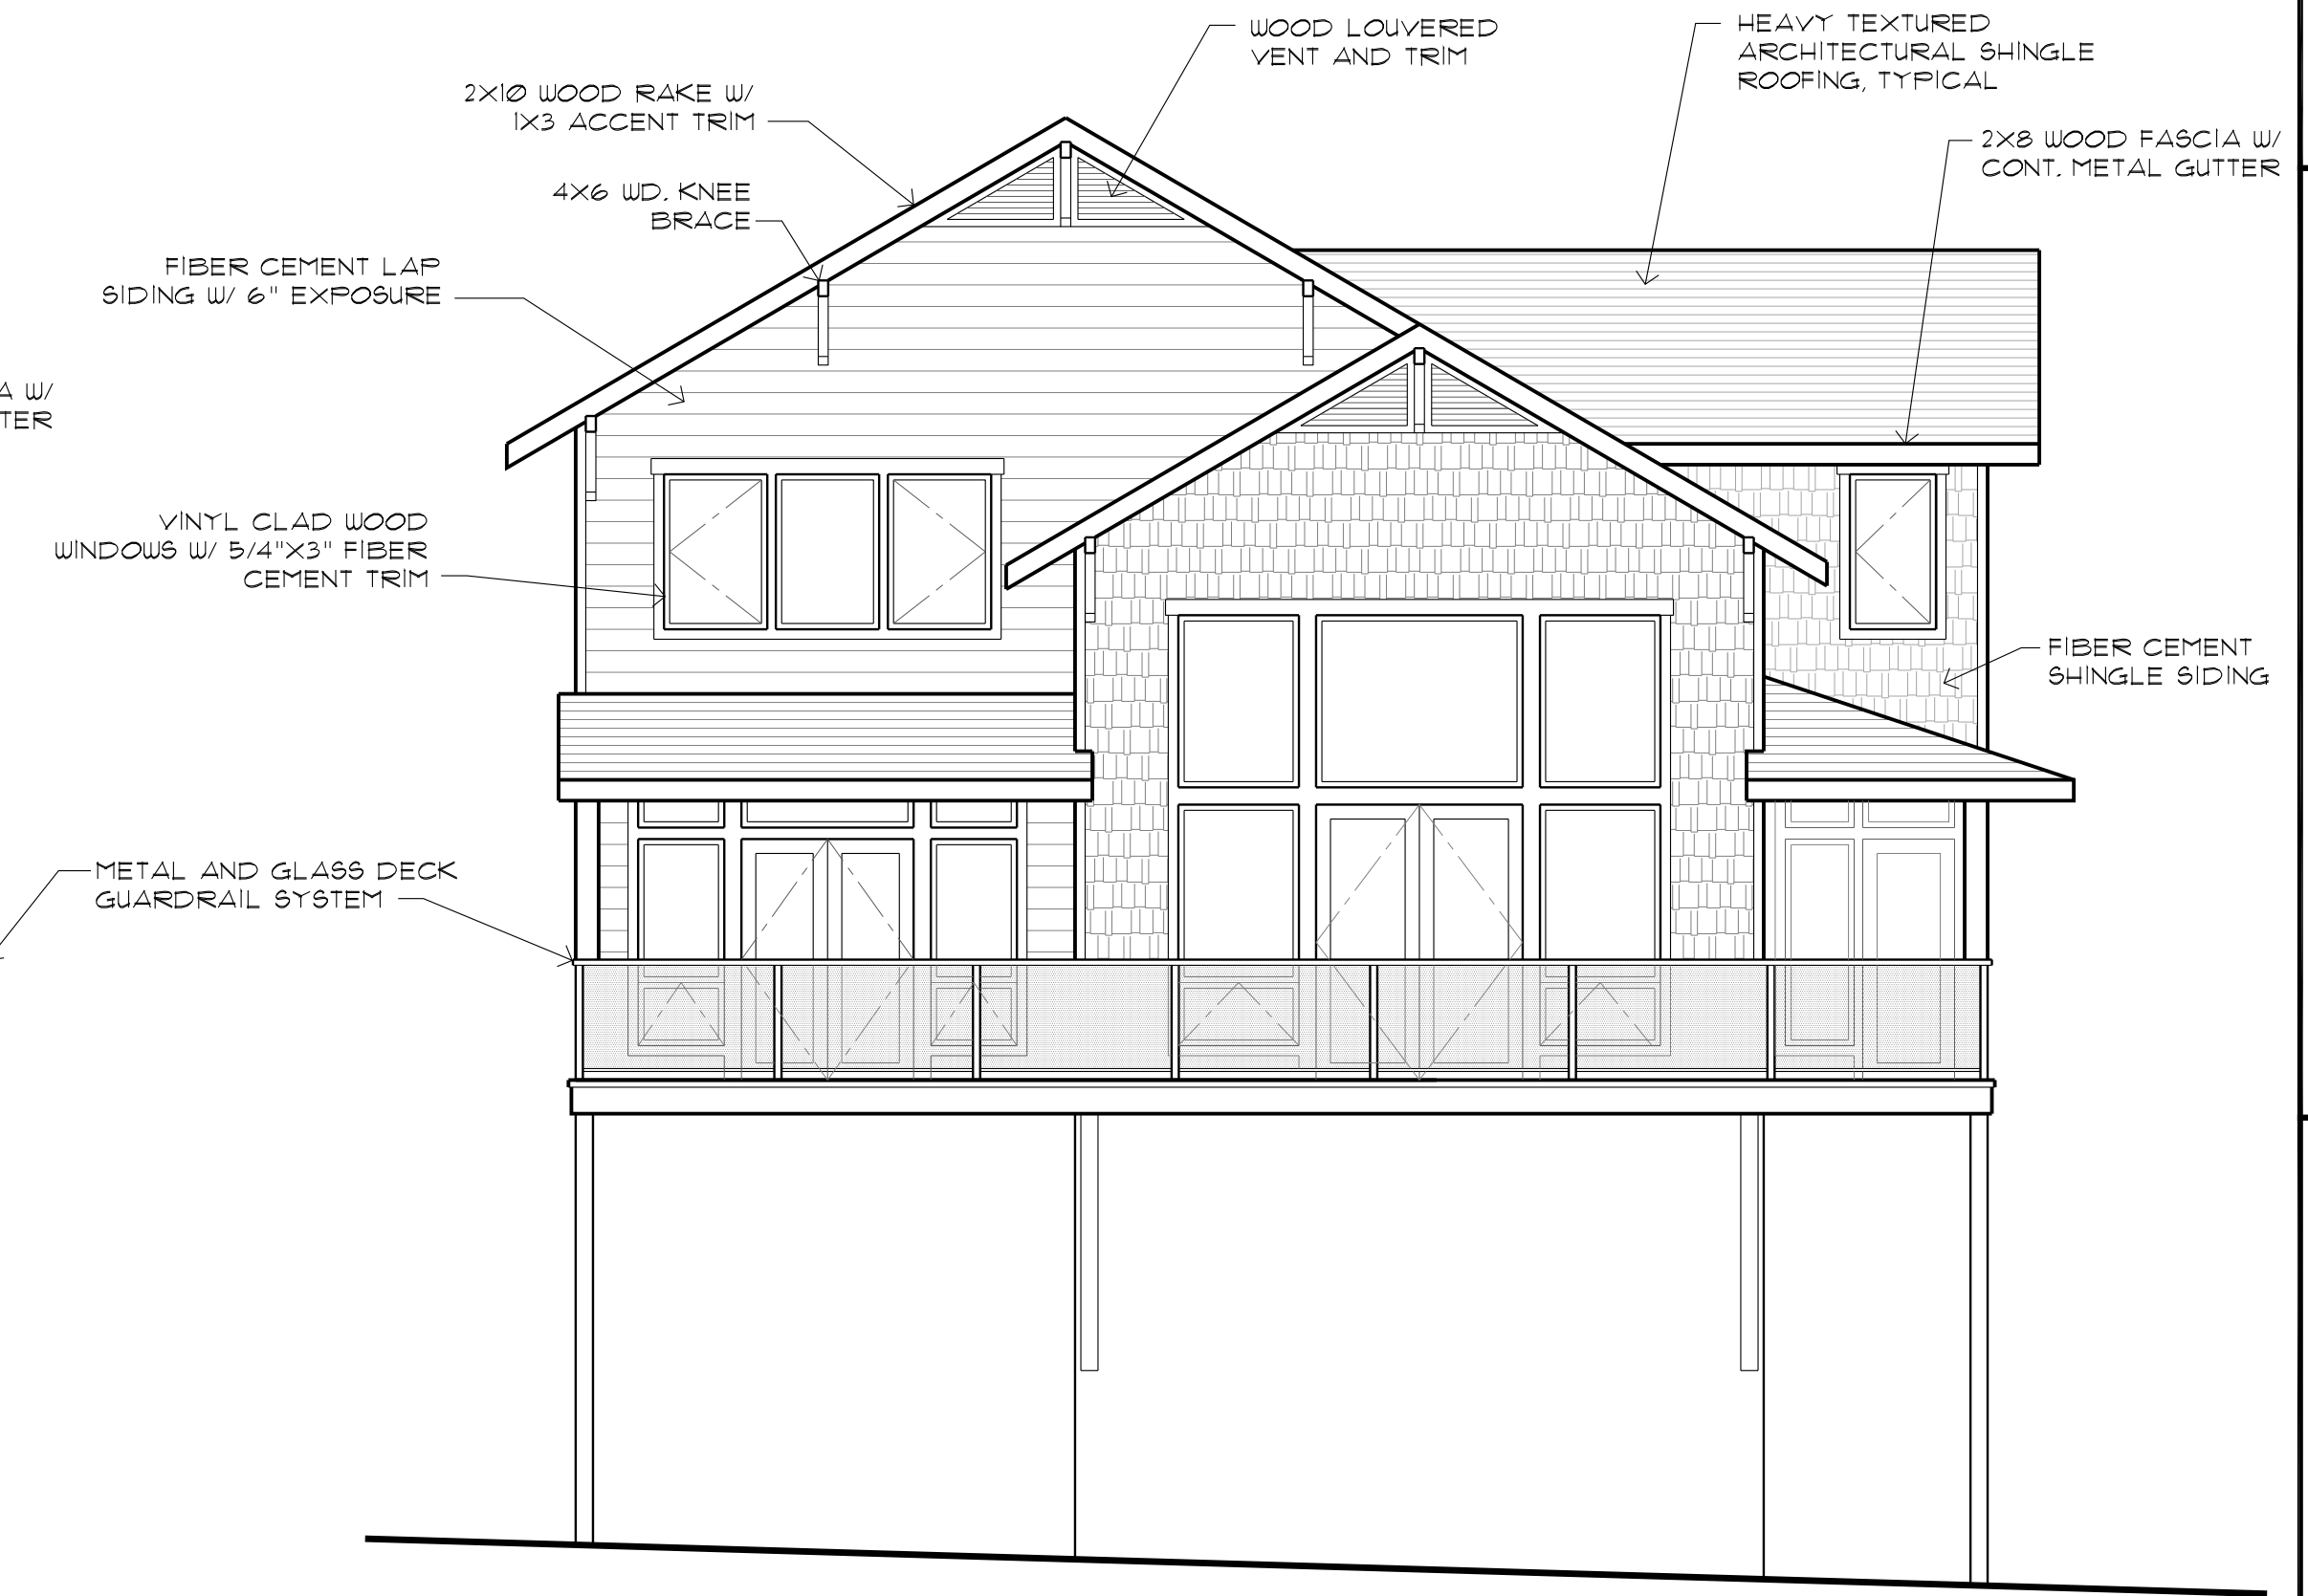 WOOD LOUVERED
VENT AND TRIM
HEAVY TEXTURED
ARCHITECTURAL SHINGLE
ROOFING, TYPICAL
2X10 WOOD RAKE W/
1X3 ACCENT TRIM
2X8 WOOD FASCIA W/
CONT. METAL GUTTER
4X6 WD. KNEE
BRACE
FIBER CEMENT LAP
SIDING W/ 6" EXPOSURE
A W/
TER
VINYL CLAD WOOD
WINDOWS W/ 5/4"X3" FIBER
CEMENT TRIM
FIBER CEMENT
SHINGLE SIDING
METAL AND GLASS DECK
GUARDRAIL SYSTEM